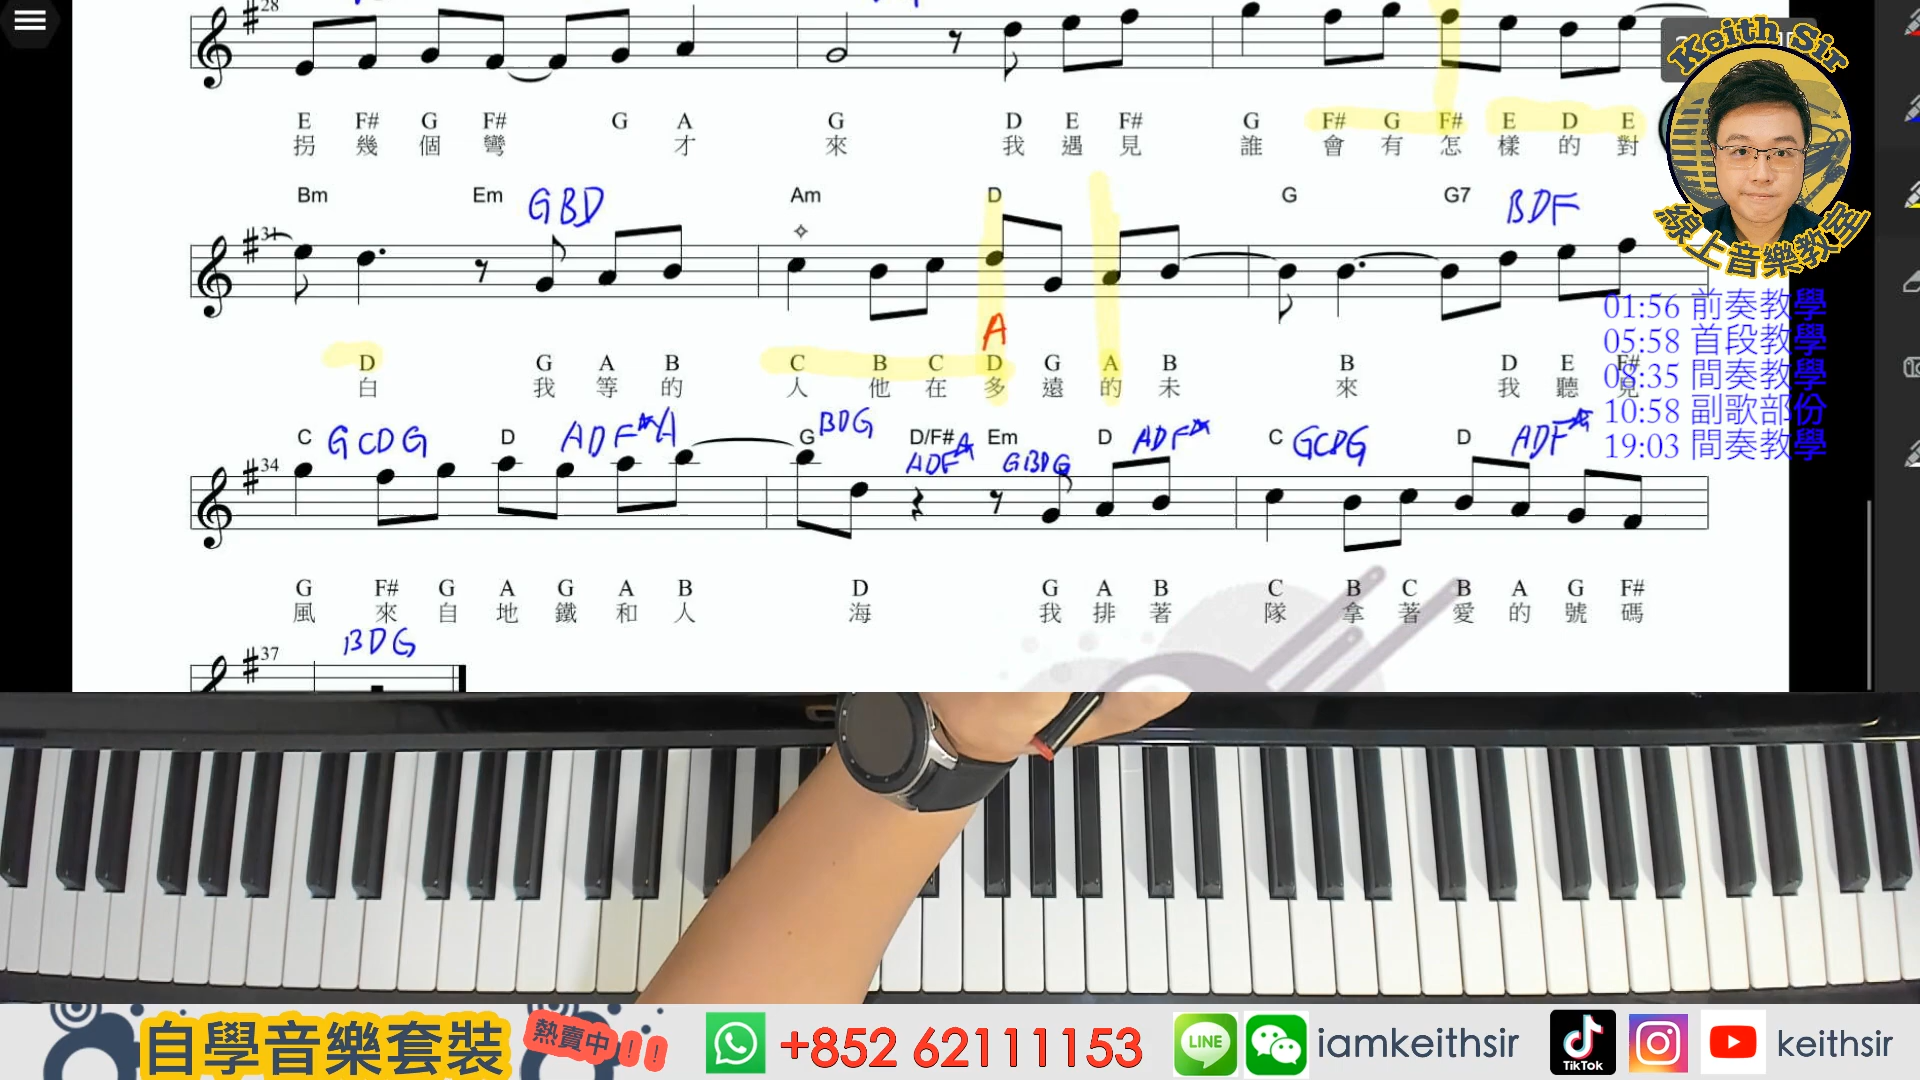 28
E F# G F# G A G D E F# G F# G F# E D E
拐 幾 個 彎 才 來 我 遇 見 誰 會 有 怎 樣 的 對
Keith Sir
線上音樂教室
Bm Em GBD Am D G G7 BDF
31
A
D G A B C B C D G A B B D E F#
白 我 等 的 人 他 在 多 遠 的 未 來 我 聽 見
01:56 前奏教學
05:58 首段教學
08:35 間奏教學
10:58 副歌部份
19:03 間奏教學
C GCDG D ADF#A G BDG D/F# ADF# Em GBDG D ADF# C GCDG D ADF#
34
G F# G A G A B D G A B C B C B A G F#
風 來 自 地 鐵 和 人 海 我 排 著 隊 拿 著 愛 的 號 碼
BDG
37
自學音樂套裝 熱賣中!! +852 62111153 LINE iamkeithsir TikTok keithsir